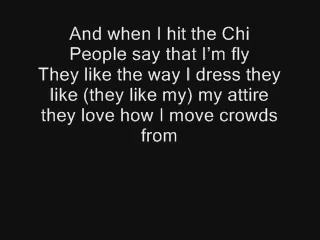 And when I hit the Chi
People say that I’m fly
They like the way I dress they
like (they like my) my attire
they love how I move crowds
from